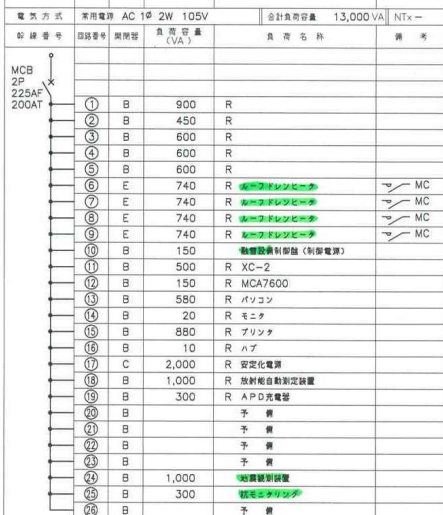 電気方式 常用電源 AC 1Φ 2W 105V 合計負荷容量 13,000 VA NTx-
幹線番号 回路番号 開閉器 負荷容量(VA) 負荷名称 備考
MCB
2P
225AF
200AT
① B 900 R
② B 450 R
③ B 600 R
④ B 600 R
⑤ B 600 R
⑥ E 740 R ルーフドレンヒータ MC
⑦ E 740 R ルーフドレンヒータ MC
⑧ E 740 R ルーフドレンヒータ MC
⑨ E 740 R ルーフドレンヒータ MC
⑩ B 150 融雪設備制御盤(制御電源)
⑪ B 500 R XC-2
⑫ B 150 R MCA7600
⑬ B 580 R パソコン
⑭ B 20 R モニタ
⑮ B 880 R プリンタ
⑯ B 10 R ハブ
⑰ C 2,000 R 安定化電源
⑱ B 1,000 R 放射能自動測定装置
⑲ B 300 R APD充電器
⑳ B 予備
㉑ B 予備
㉒ B 予備
㉓ B 予備
㉔ B 1,000 地震観測装置
㉕ B 300 杭モニタリング
㉖ B 予備